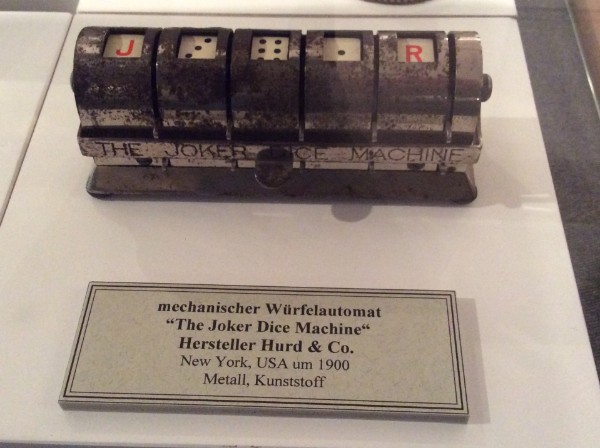 J R
THE JOKER DICE MACHINE
mechanischer Würfelautomat
“The Joker Dice Machine“
Hersteller Hurd & Co.
New York, USA um 1900
Metall, Kunststoff